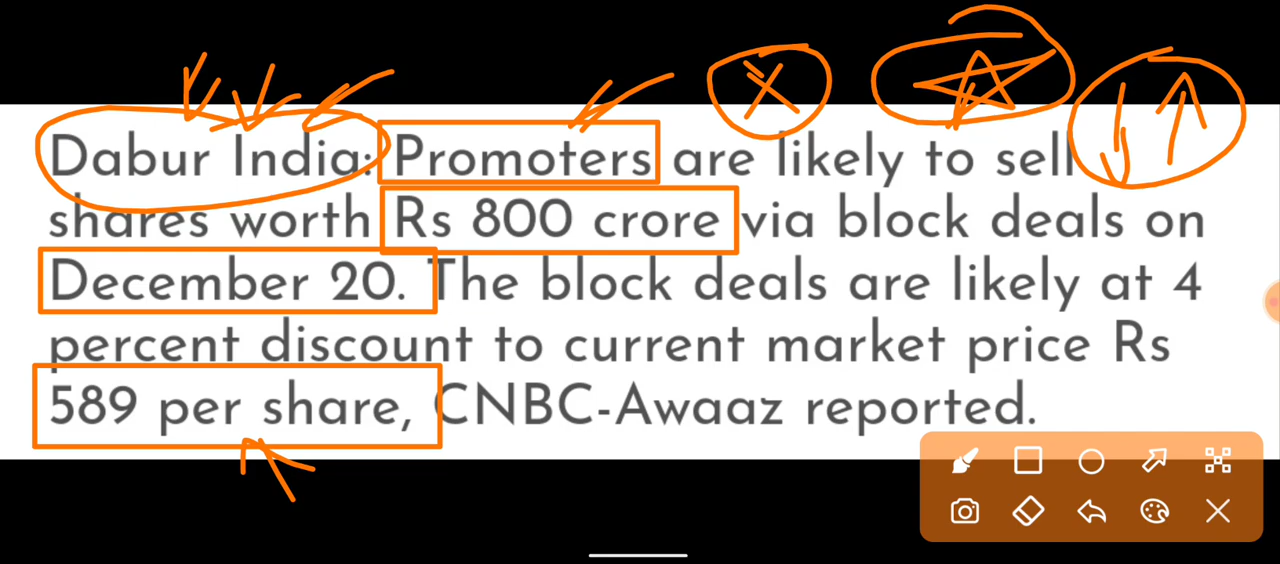 Dabur India: Promoters are likely to sell
shares worth Rs 800 crore via block deals on
December 20. The block deals are likely at 4
percent discount to current market price Rs
589 per share, CNBC-Awaaz reported.